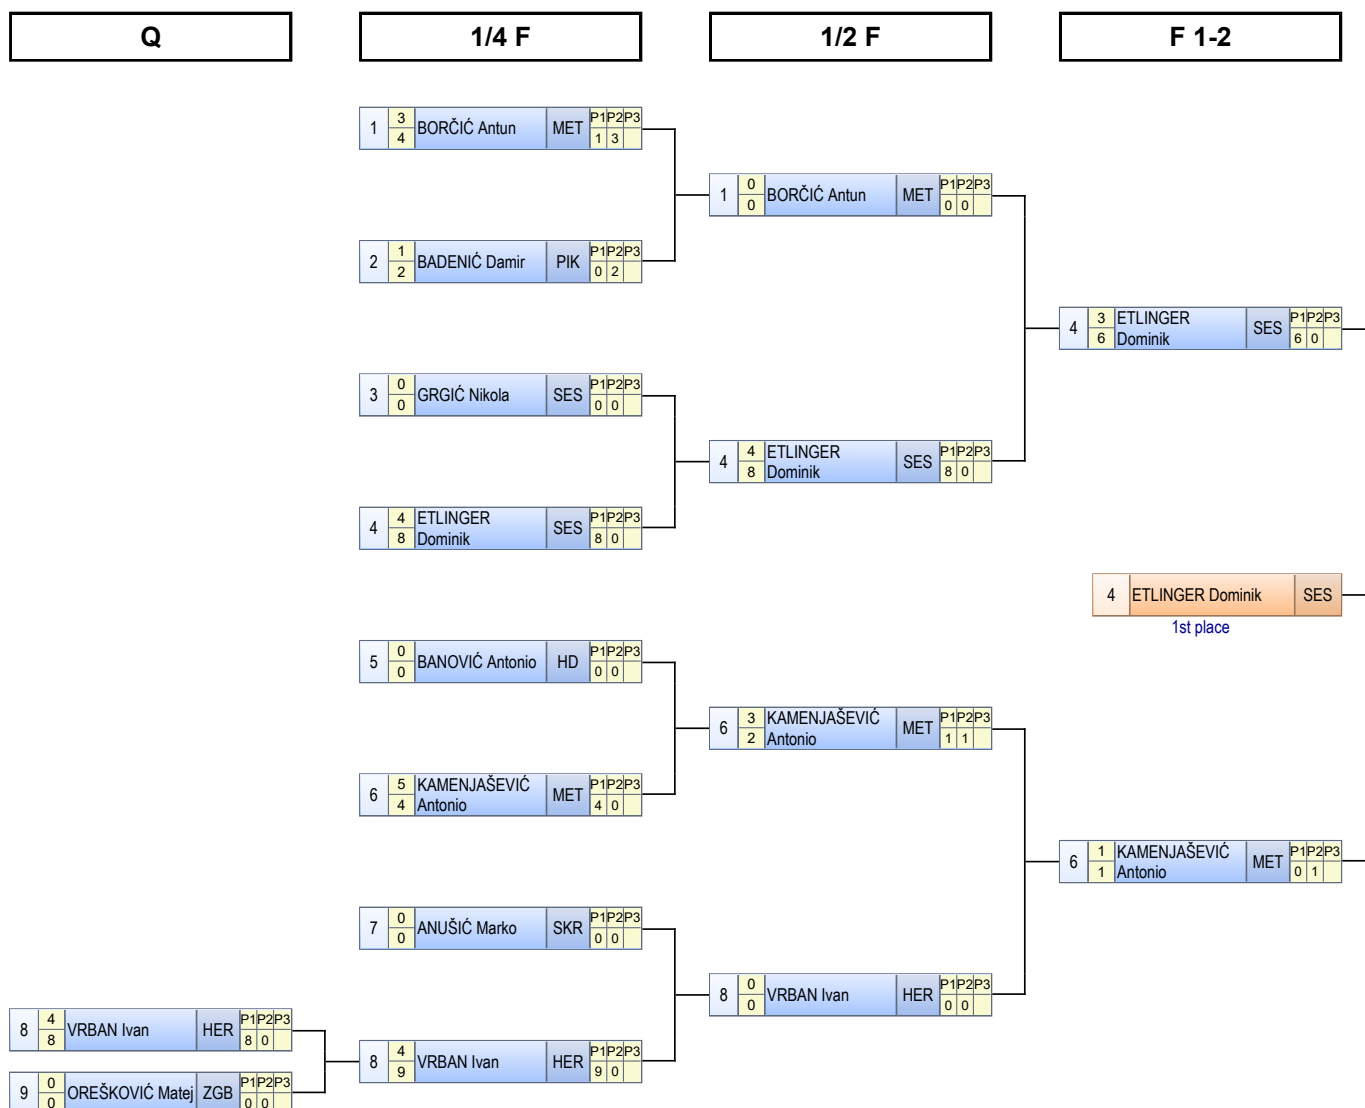 Q 1/4 F 1/2 F F 1-2
1 3 4 BORČIĆ Antun MET P1 P2 P3 1 3
1 0 0 BORČIĆ Antun MET P1 P2 P3 0 0
2 1 2 BADENIĆ Damir PIK P1 P2 P3 0 2
4 3 6 ETLINGER
Dominik SES P1 P2 P3 6 0
3 0 0 GRGIĆ Nikola SES P1 P2 P3 0 0
4 4 8 ETLINGER
Dominik SES P1 P2 P3 8 0
4 4 8 ETLINGER
Dominik SES P1 P2 P3 8 0
4 ETLINGER Dominik SES
1st place
5 0 0 BANOVIĆ Antonio HD P1 P2 P3 0 0
6 3 2 KAMENJAŠEVIĆ
Antonio MET P1 P2 P3 1 1
6 5 4 KAMENJAŠEVIĆ
Antonio MET P1 P2 P3 4 0
6 1 1 KAMENJAŠEVIĆ
Antonio MET P1 P2 P3 0 1
7 0 0 ANUŠIĆ Marko SKR P1 P2 P3 0 0
8 0 0 VRBAN Ivan HER P1 P2 P3 0 0
8 4 8 VRBAN Ivan HER P1 P2 P3 8 0
8 4 9 VRBAN Ivan HER P1 P2 P3 9 0
9 0 0 OREŠKOVIĆ Matej ZGB P1 P2 P3 0 0